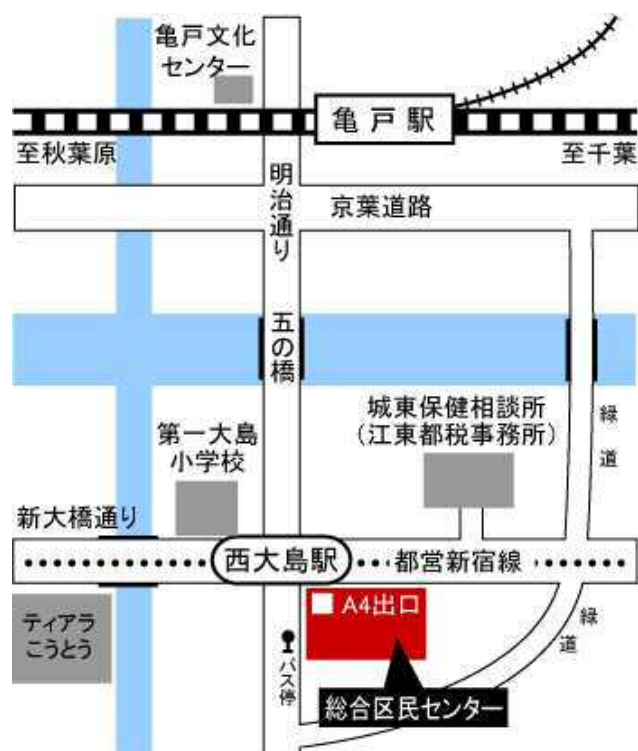 亀戸文化
センター
亀戸駅
至秋葉原
至千葉
明治通り
京葉道路
五の橋
城東保健相談所
(江東都税事務所)
緑道
第一大島
小学校
新大橋通り
西大島駅
都営新宿線
ティアラ
こうとう
A4出口
緑道
バス停
総合区民センター